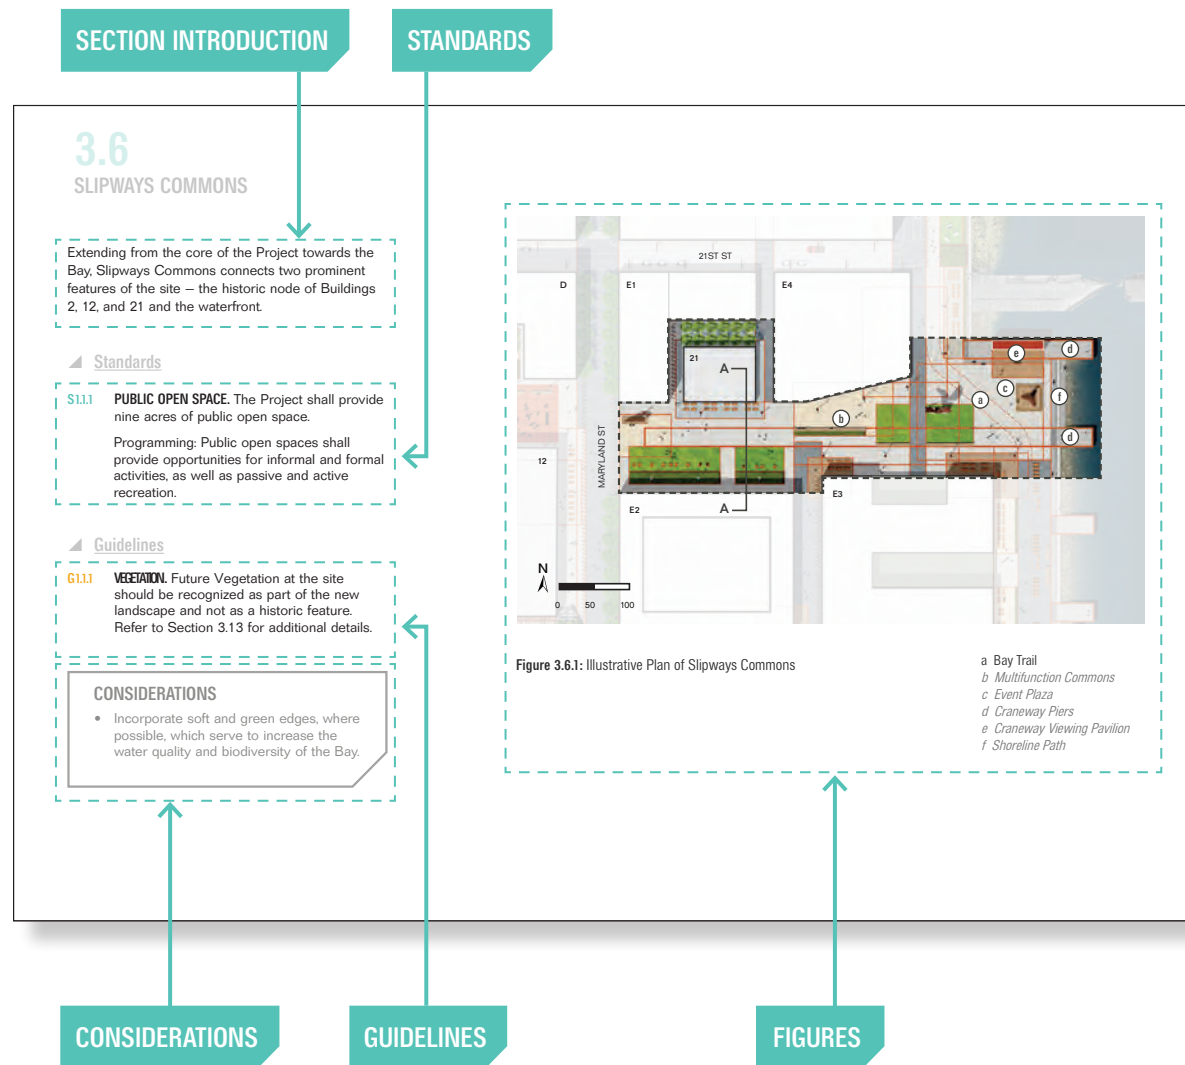 SECTION INTRODUCTION
STANDARDS
3.6
SLIPWAYS COMMONS
Extending from the core of the Project towards the
Bay, Slipways Commons connects two prominent
features of the site – the historic node of Buildings
2, 12, and 21 and the waterfront.
Standards
S1.1.1 PUBLIC OPEN SPACE. The Project shall provide
nine acres of public open space.
Programming: Public open spaces shall
provide opportunities for informal and formal
activities, as well as passive and active
recreation.
Guidelines
G1.1.1 VEGETATION. Future Vegetation at the site
should be recognized as part of the new
landscape and not as a historic feature.
Refer to Section 3.13 for additional details.
CONSIDERATIONS
• Incorporate soft and green edges, where
possible, which serve to increase the
water quality and biodiversity of the Bay.
21ST ST
D
E1
E4
21
A
e
d
c
f
a
b
d
MARYLAND ST
12
A
E2
E3
N
0 50 100
Figure 3.6.1: Illustrative Plan of Slipways Commons
a Bay Trail
b Multifunction Commons
c Event Plaza
d Craneway Piers
e Craneway Viewing Pavilion
f Shoreline Path
CONSIDERATIONS
GUIDELINES
FIGURES